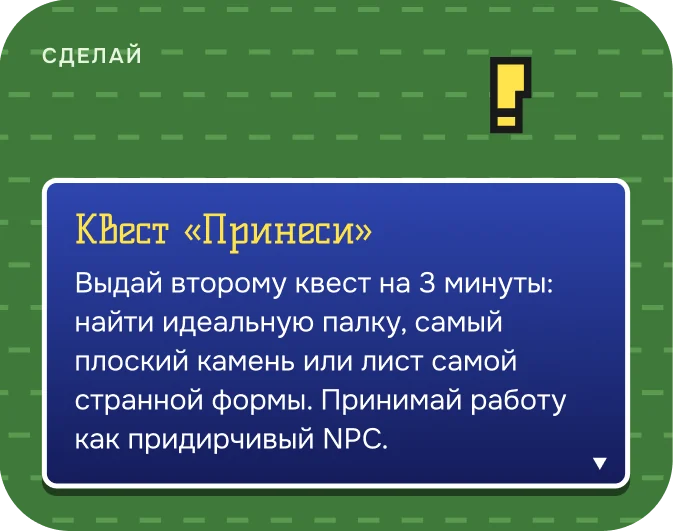 СДЕЛАЙ
Квест «Принеси»
Выдай второму квест на 3 минуты:
найти идеальную палку, самый
плоский камень или лист самой
странной формы. Принимай работу
как придирчивый NPC.